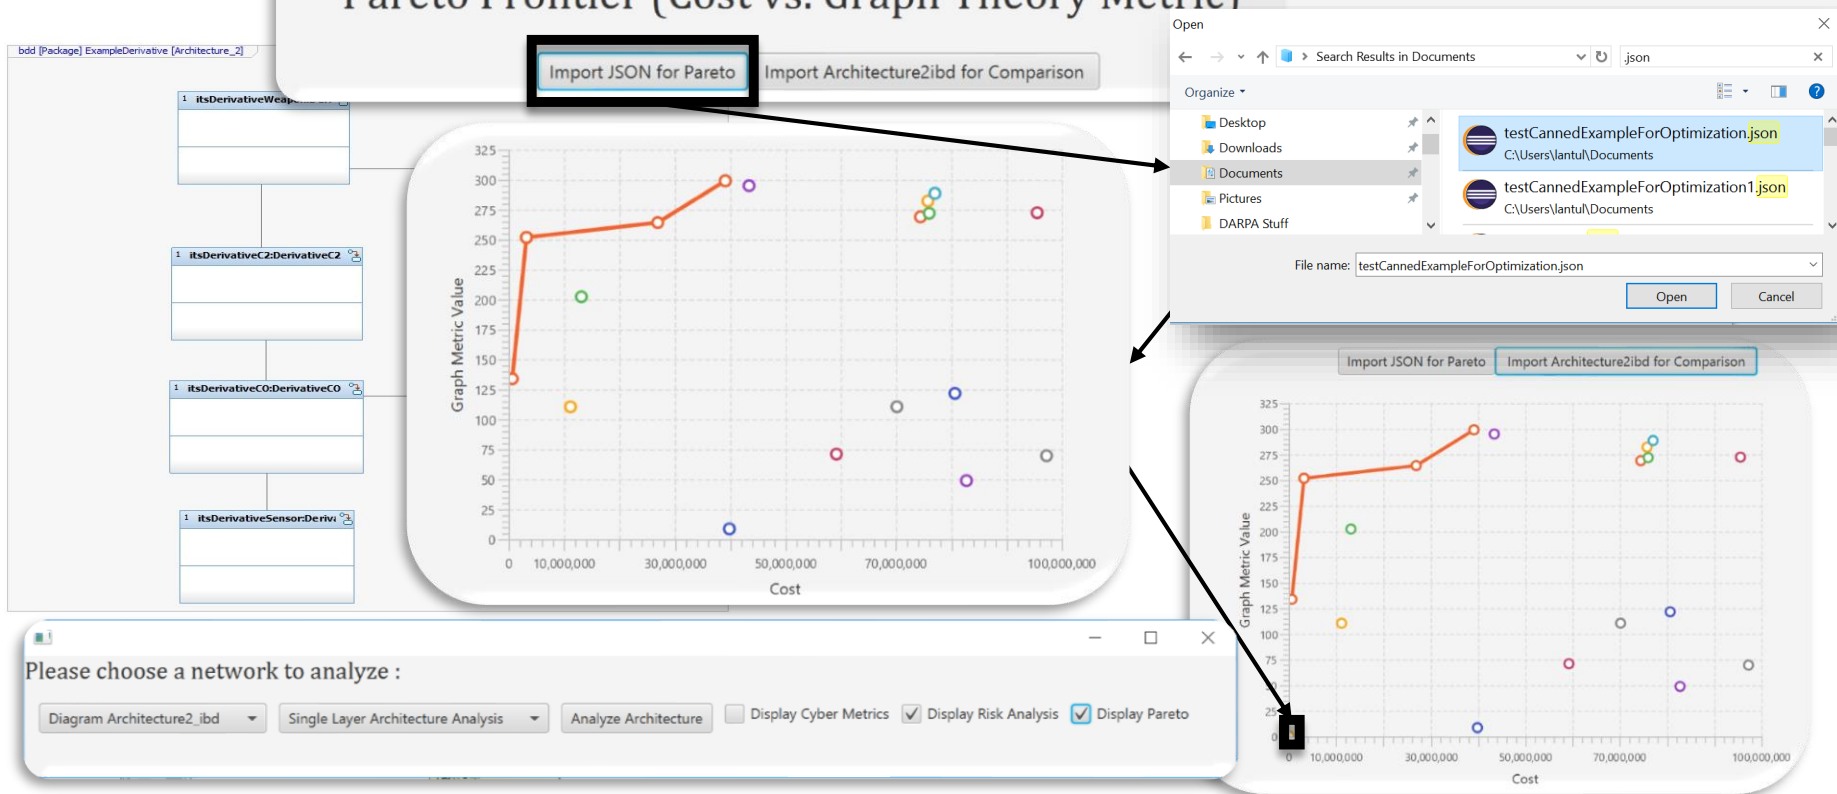 Pareto Frontier (Cost vs. Graph Theory Metric)
Import JSON for Pareto
Import Architecture2ibd for Comparison
bdd [Package] ExampleDerivative [Architecture_2]
1
1 itsDerivativeC2:DerivativeC2
1 itsDerivativeC0:DerivativeC0
1 itsDerivativeSensor:Deriv
325
300
275
250
225
200
175
150
125
100
75
50
25
0
Graph Metric Value
0 10,000,000 30,000,000 50,000,000 70,000,000 100,000,000
Cost
Open
Search Results in Documents
.json
Organize
Desktop
Downloads
Documents
Pictures
DARPA Stuff
testCannedExampleForOptimization.json
C:\Users\lantul\Documents
testCannedExampleForOptimization1.json
C:\Users\lantul\Documents
File name: testCannedExampleForOptimization.json
Open
Cancel
Import JSON for Pareto
Import Architecture2ibd for Comparison
325
300
275
250
225
200
175
150
125
100
75
25
0
Graph Metric Value
0 10,000,000 30,000,000 50,000,000 70,000,000 100,000,000
Cost
Please choose a network to analyze :
Diagram Architecture2_ibd
Single Layer Architecture Analysis
Analyze Architecture
Display Cyber Metrics
Display Risk Analysis
Display Pareto